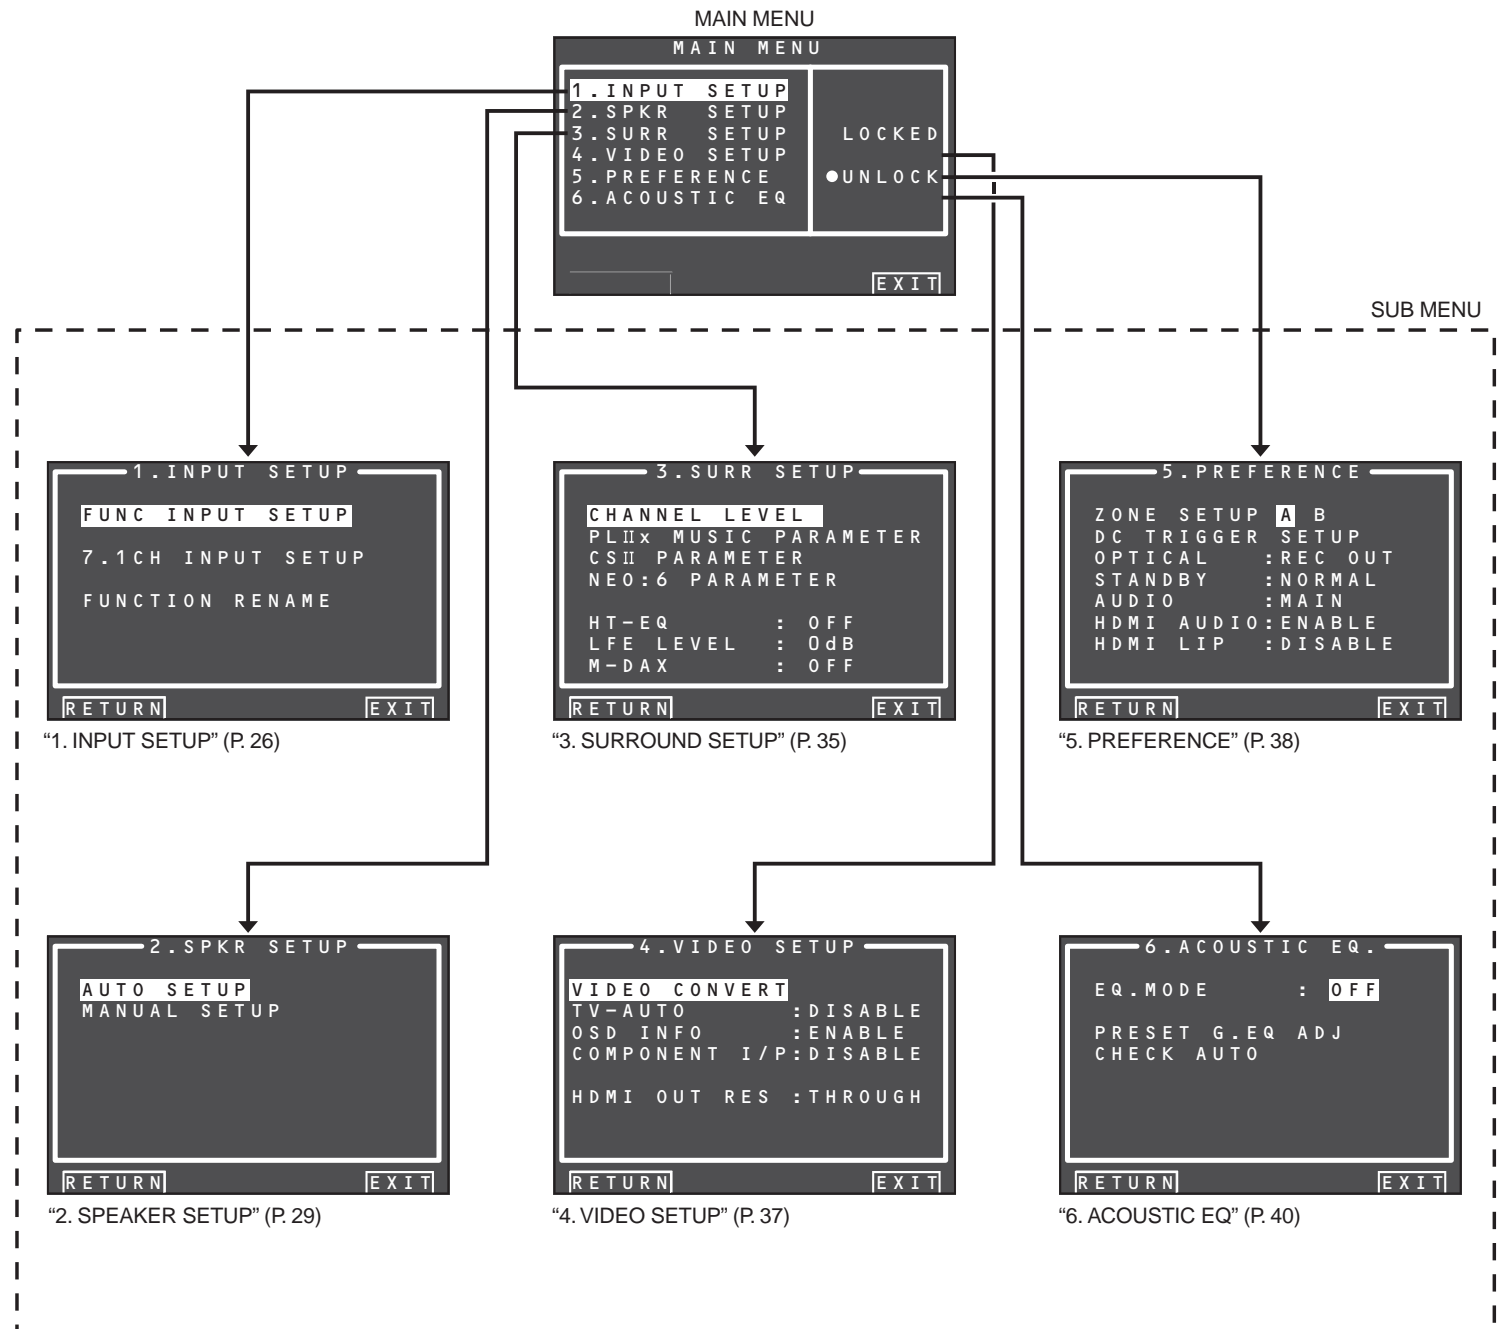 MAIN MENU
MAIN MENU
1.INPUT SETUP
2.SPKR SETUP
3.SURR SETUP
4.VIDEO SETUP
5.PREFERENCE
6.ACOUSTIC EQ
LOCKED
●UNLOCK
EXIT
SUB MENU
1.INPUT SETUP
FUNC INPUT SETUP
7.1CH INPUT SETUP
FUNCTION RENAME
RETURN EXIT
“1. INPUT SETUP” (P. 26)
3.SURR SETUP
CHANNEL LEVEL
PLIIx MUSIC PARAMETER
CSII PARAMETER
NEO:6 PARAMETER
HT-EQ : OFF
LFE LEVEL : 0dB
M-DAX : OFF
RETURN EXIT
“3. SURROUND SETUP” (P. 35)
5.PREFERENCE
ZONE SETUP A B
DC TRIGGER SETUP
OPTICAL :REC OUT
STANDBY :NORMAL
AUDIO :MAIN
HDMI AUDIO:ENABLE
HDMI LIP :DISABLE
RETURN EXIT
“5. PREFERENCE” (P. 38)
2.SPKR SETUP
AUTO SETUP
MANUAL SETUP
RETURN EXIT
“2. SPEAKER SETUP” (P. 29)
4.VIDEO SETUP
VIDEO CONVERT
TV-AUTO :DISABLE
OSD INFO :ENABLE
COMPONENT I/P:DISABLE
HDMI OUT RES :THROUGH
RETURN EXIT
“4. VIDEO SETUP” (P. 37)
6.ACOUSTIC EQ.
EQ.MODE : OFF
PRESET G.EQ ADJ
CHECK AUTO
RETURN EXIT
“6. ACOUSTIC EQ” (P. 40)